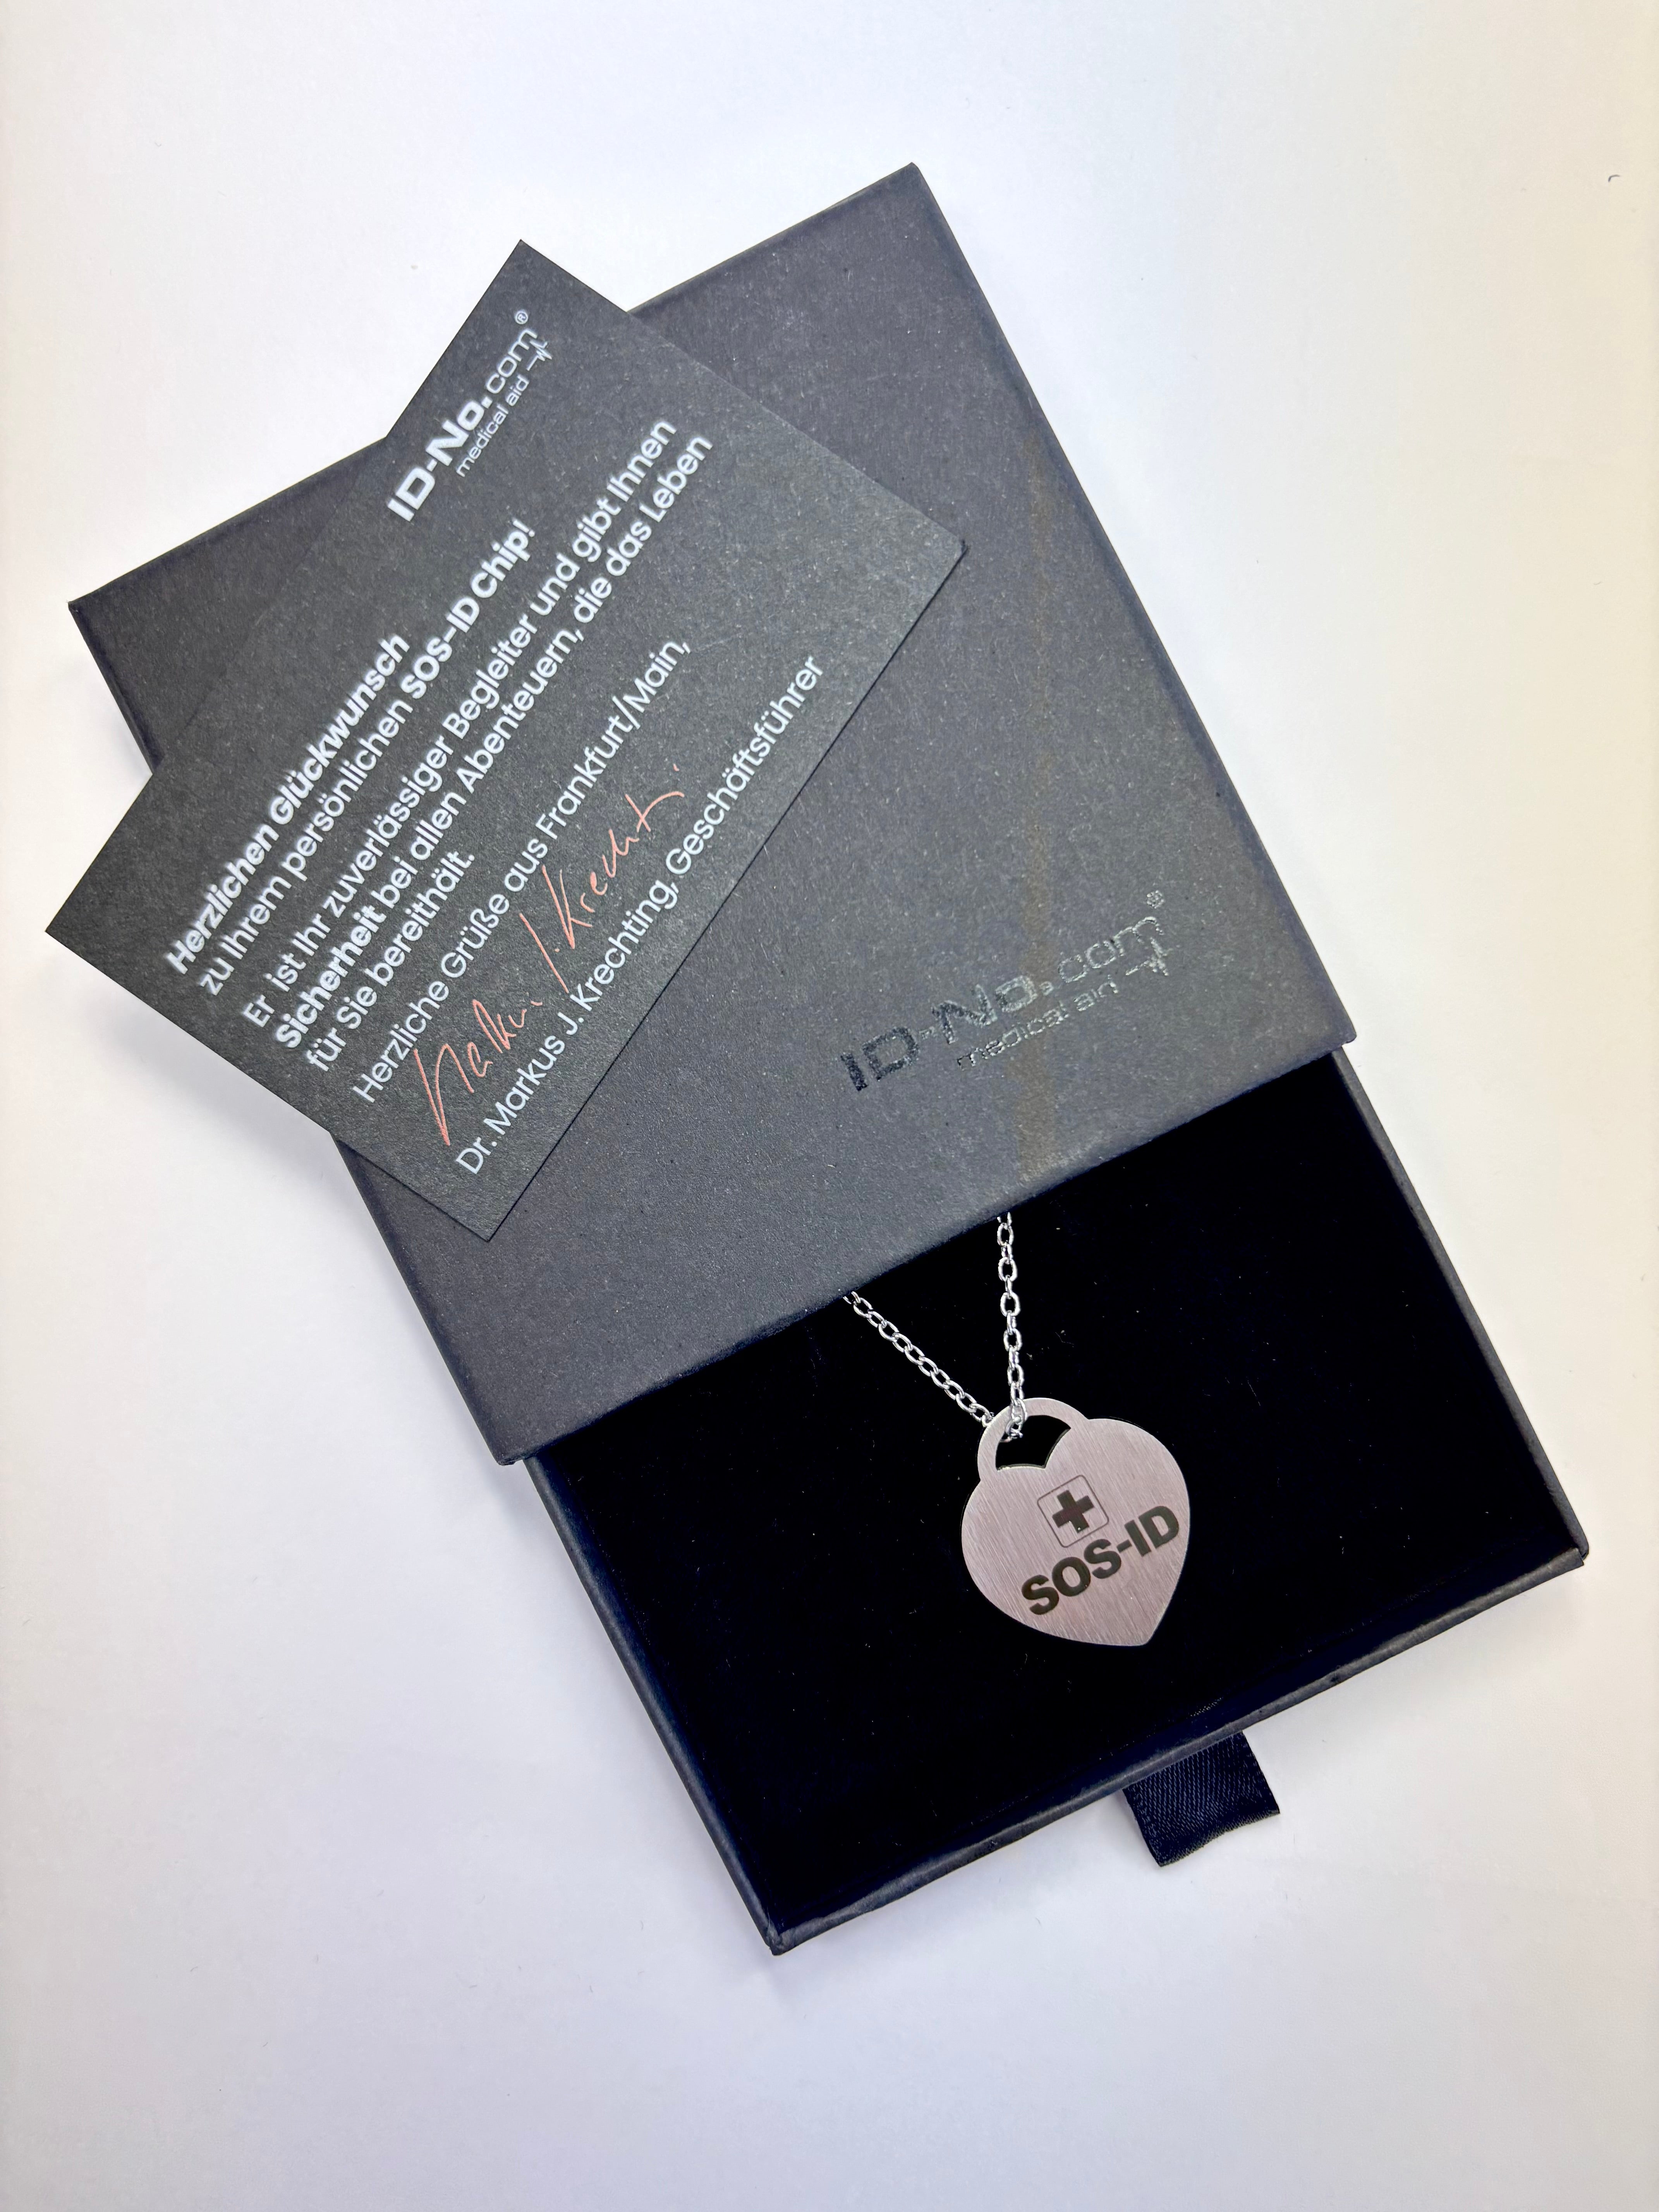 ID-No.com®
medical aid
Herzlichen Glückwunsch
zu Ihrem persönlichen SOS-ID Chip!
Er ist Ihr zuverlässiger Begleiter und gibt Ihnen
Sicherheit bei allen Abenteuern, die das Leben
für Sie bereithält.
Herzliche Grüße aus Frankfurt/Main,
Markus J. Krechting
Dr. Markus J. Krechting, Geschäftsführer
ID-No.com®
medical aid
SOS-ID